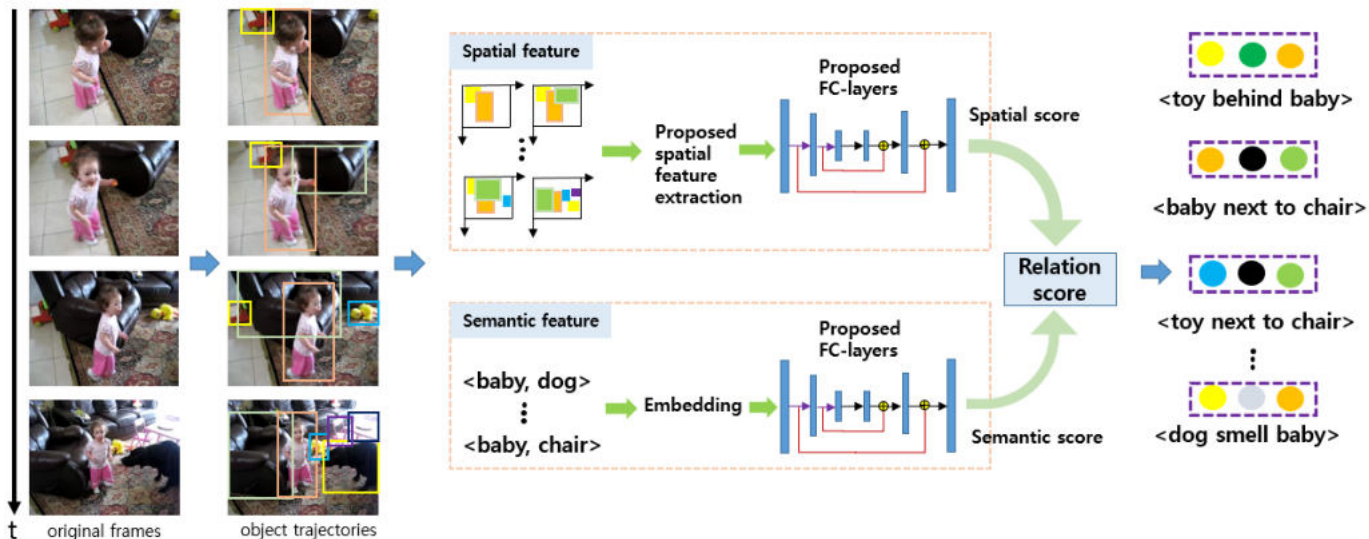 t
original frames
object trajectories
Spatial feature
Proposed
spatial
feature
extraction
Proposed
FC-layers
Spatial score
Semantic feature
<baby, dog>
<baby, chair>
Embedding
Proposed
FC-layers
Semantic score
Relation
score
<toy behind baby>
<baby next to chair>
<toy next to chair>
<dog smell baby>